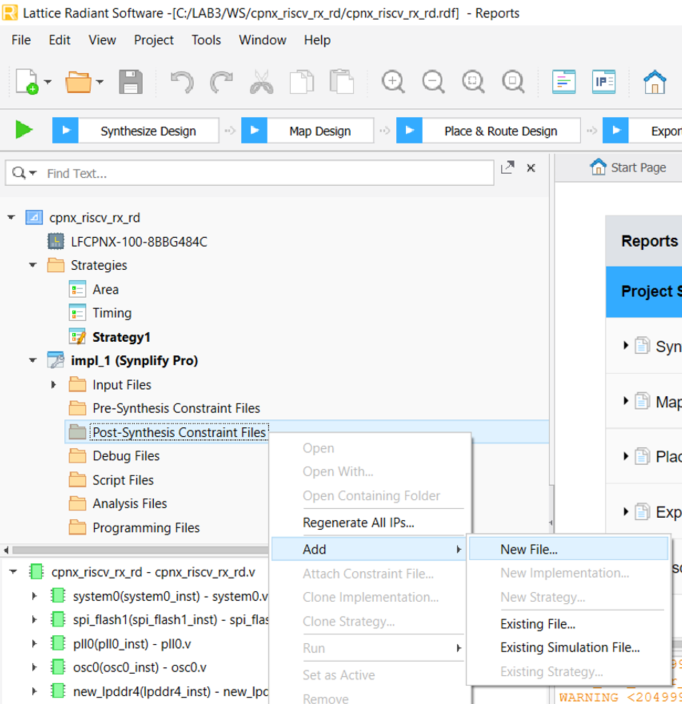 Lattice Radiant Software -[C:/LAB3/WS/cpnx_riscv_rx_rd/cpnx_riscv_rx_rd.rdf] - Reports
File Edit View Project Tools Window Help
IP
Synthesize Design Map Design Place & Route Design Expor
Find Text...
Start Page
cpnx_riscv_rx_rd
LFCPNX-100-8BBG484C
Strategies
Area
Timing
Strategy1
impl_1 (Synplify Pro)
Input Files
Pre-Synthesis Constraint Files
Post-Synthesis Constraint Files
Debug Files
Script Files
Analysis Files
Programming Files
Reports
Project S
Syn
Map
Plac
Exp
Open
Open With...
Open Containing Folder
Regenerate All IPs...
Add
Attach Constraint File...
Clone Implementation...
Clone Strategy...
Run
Set as Active
Remove
New File...
New Implementation...
New Strategy...
Existing File...
Existing Simulation File...
Existing Strategy...
cpnx_riscv_rx_rd - cpnx_riscv_rx_rd.v
system0(system0_inst) - system0.v
spi_flash1(spi_flash1_inst) - spi_flas
pll0(pll0_inst) - pll0.v
osc0(osc0_inst) - osc0.v
new_lpddr4(lpddr4_inst) - new_lpd
WARNING <204999